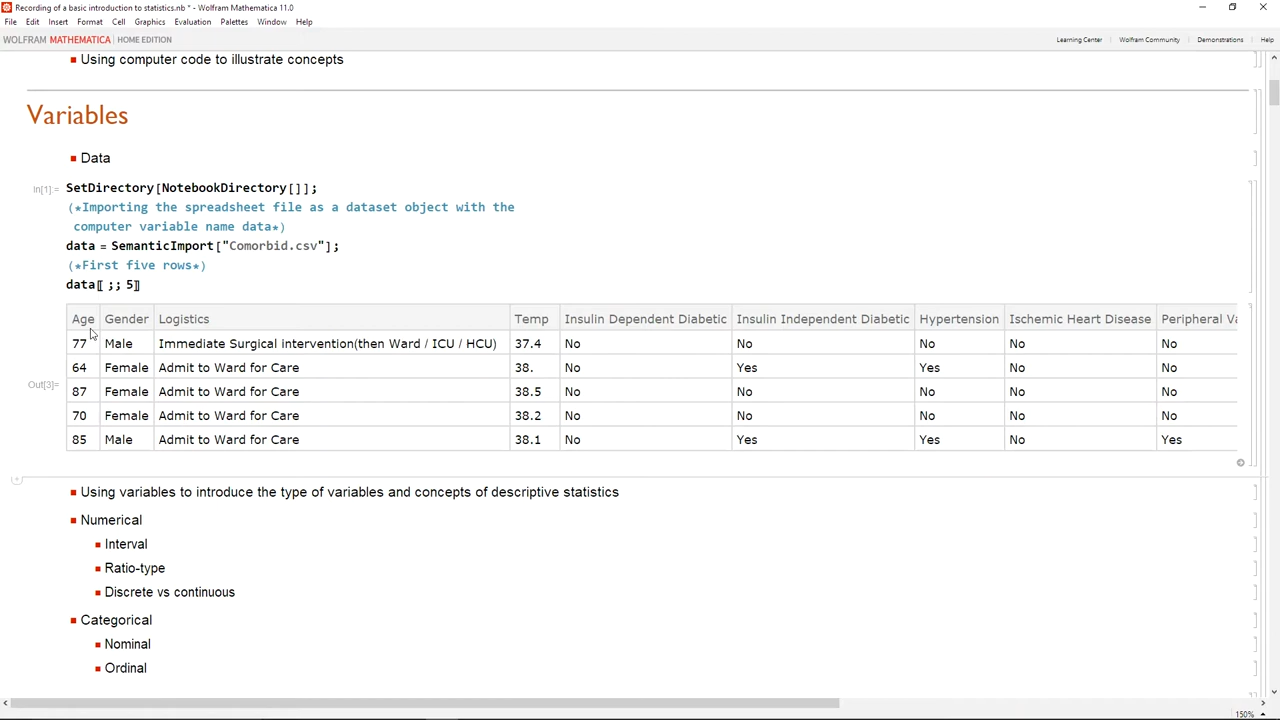 Recording of a basic introduction to statistics.nb * - Wolfram Mathematica 11.0
File Edit Insert Format Cell Graphics Evaluation Palettes Window Help
WOLFRAM MATHEMATICA | HOME EDITION Learning Center Wolfram Community Demonstrations Help
Using computer code to illustrate concepts
Variables
Data
In[1]:= SetDirectory[NotebookDirectory[]];
(*Importing the spreadsheet file as a dataset object with the
computer variable name data*)
data = SemanticImport["Comorbid.csv"];
(*First five rows*)
data〚 ;; 5〛
Age Gender Logistics Temp Insulin Dependent Diabetic Insulin Independent Diabetic Hypertension Ischemic Heart Disease Peripheral Va
77 Male Immediate Surgical intervention(then Ward / ICU / HCU) 37.4 No No No No No
64 Female Admit to Ward for Care 38. No Yes Yes No No
Out[3]=
87 Female Admit to Ward for Care 38.5 No No No No No
70 Female Admit to Ward for Care 38.2 No No No No No
85 Male Admit to Ward for Care 38.1 No Yes Yes No Yes
Using variables to introduce the type of variables and concepts of descriptive statistics
Numerical
Interval
Ratio-type
Discrete vs continuous
Categorical
Nominal
Ordinal
150%